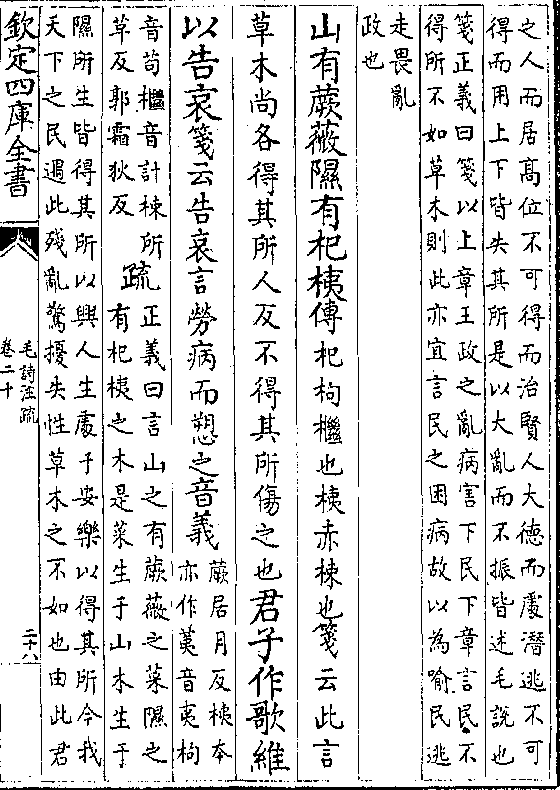 之人而居髙位不可得而治賢人大德而處濳逃不可
得而用上下皆失其所是以大亂而不振皆述毛說也
箋正義曰箋以上章王政之亂病害下民下章言民不
得所不如草木則此亦宜言民之困病故以為喻民逃
走畏亂
政也
山有蕨薇隰有杞桋傳杞枸檵也桋赤楝也箋云此言
草木尚各得其所人反不得其所傷之也君子作歌維
以告哀箋云告哀言勞病而愬之音義
蕨居月反桋本
亦作荑音夷枸
音苟檵音計楝所
草反郭霜狄反
疏
正義曰言山之有蕨薇之菜隰之
有杞桋之木是菜生于山木生于
隰所生皆得其所以興人生處于安樂以得其所今我
天下之民遇此殘亂驚擾失性草木之不如也由此君
欽定四庫全書
毛詩注疏
卷二十
二十八